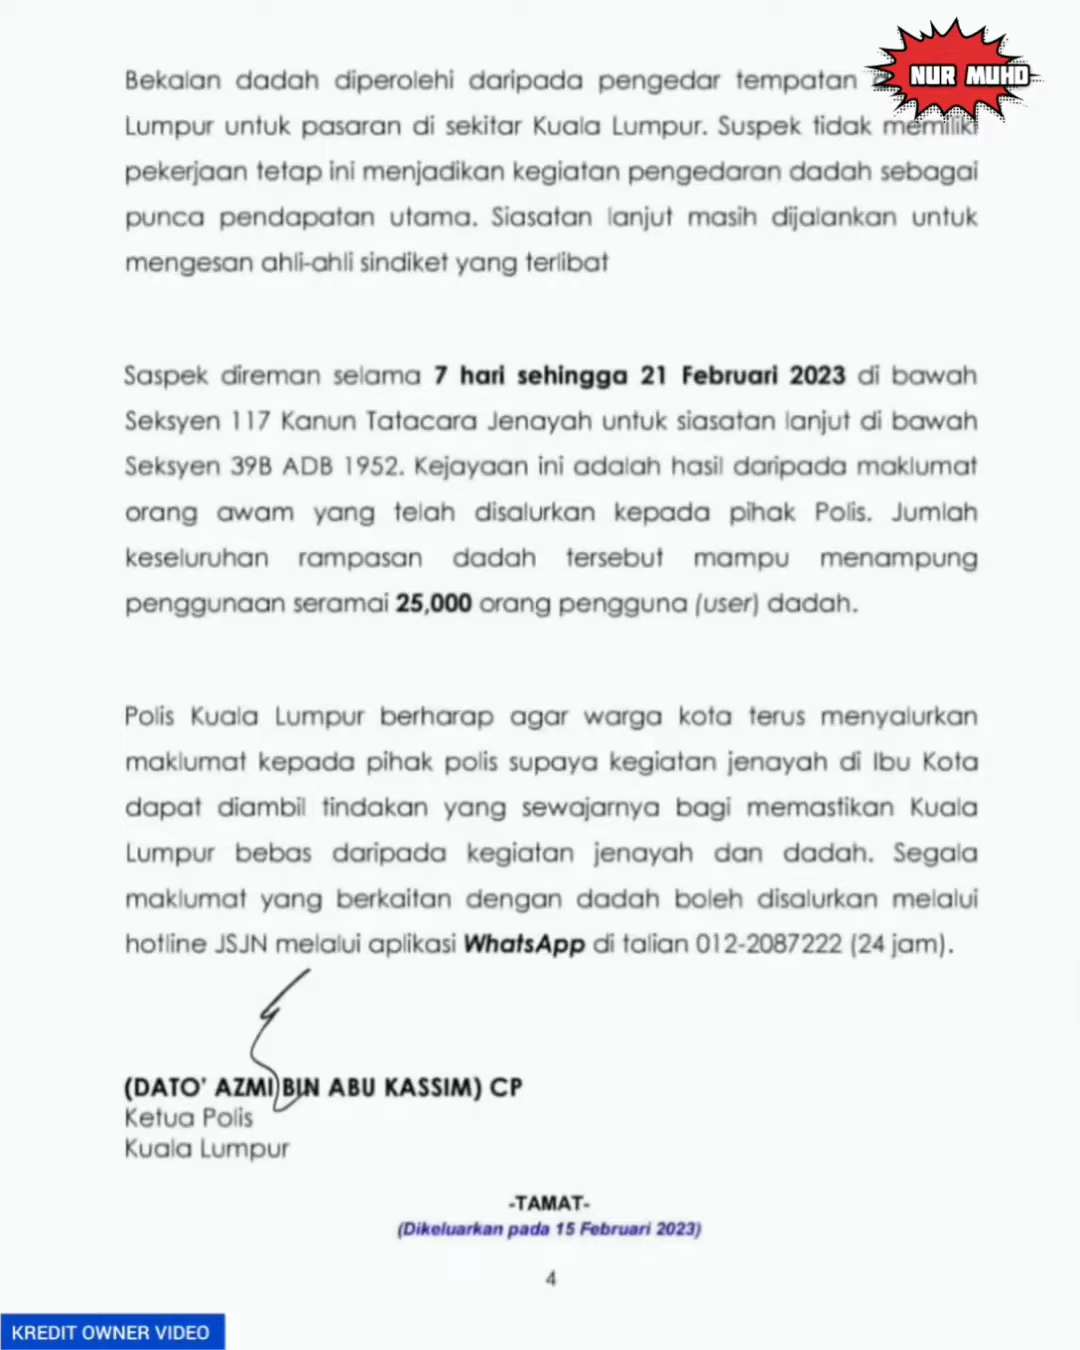 NUR MUHD
Bekalan dadah diperolehi daripada pengedar tempatan
Lumpur untuk pasaran di sekitar Kuala Lumpur. Suspek tidak memiliki
pekerjaan tetap ini menjadikan kegiatan pengedaran dadah sebagai
punca pendapatan utama. Siasatan lanjut masih dijalankan untuk
mengesan ahli-ahli sindiket yang terlibat
Saspek direman selama 7 hari sehingga 21 Februari 2023 di bawah
Seksyen 117 Kanun Tatacara Jenayah untuk siasatan lanjut di bawah
Seksyen 39B ADB 1952. Kejayaan ini adalah hasil daripada maklumat
orang awam yang telah disalurkan kepada pihak Polis. Jumlah
keseluruhan rampasan dadah tersebut mampu menampung
penggunaan seramai 25,000 orang pengguna (user) dadah.
Polis Kuala Lumpur berharap agar warga kota terus menyalurkan
maklumat kepada pihak polis supaya kegiatan jenayah di Ibu Kota
dapat diambil tindakan yang sewajarnya bagi memastikan Kuala
Lumpur bebas daripada kegiatan jenayah dan dadah. Segala
maklumat yang berkaitan dengan dadah boleh disalurkan melalui
hotline JSJN melalui aplikasi WhatsApp di talian 012-2087222 (24 jam).
(DATO' AZMI BIN ABU KASSIM) CP
Ketua Polis
Kuala Lumpur
-TAMAT-
(Dikeluarkan pada 15 Februari 2023)
4
KREDIT OWNER VIDEO